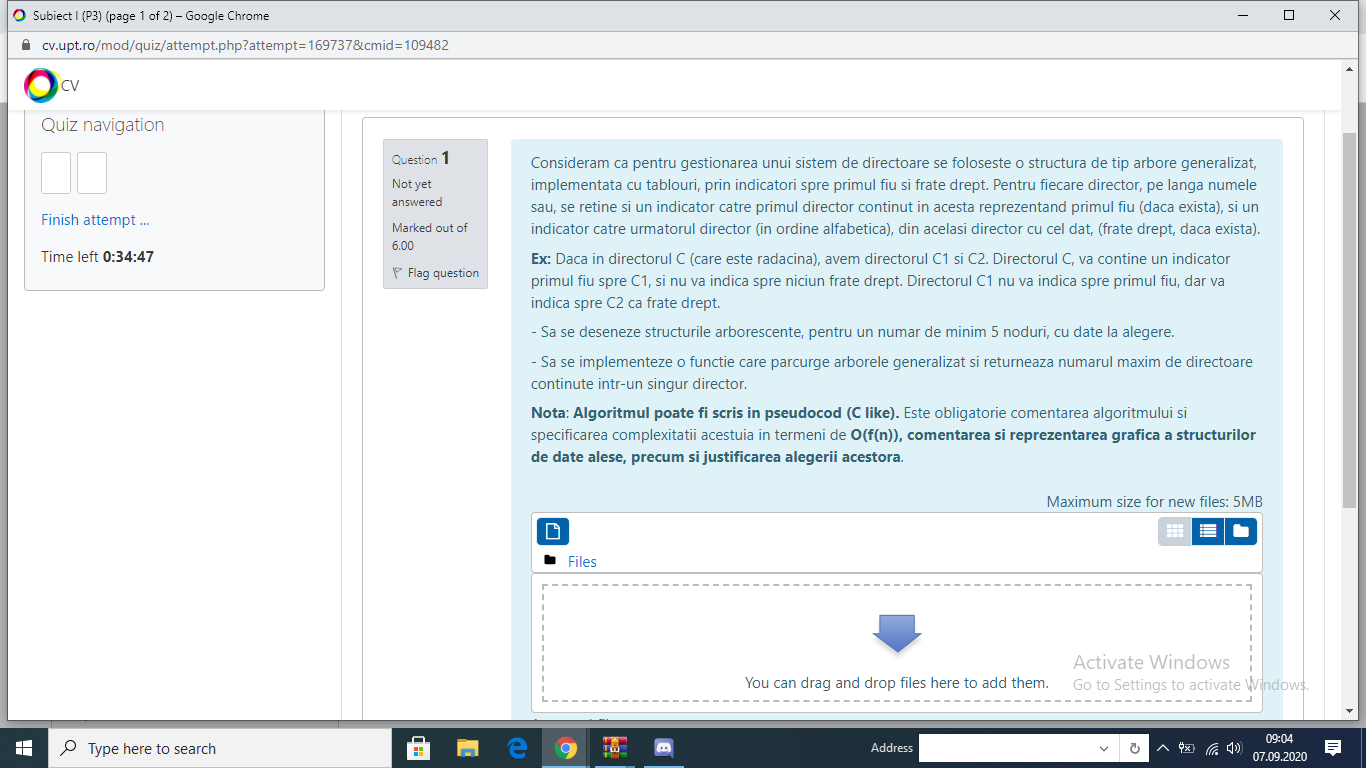 Subiect I (P3) (page 1 of 2) – Google Chrome
cv.upt.ro/mod/quiz/attempt.php?attempt=169737&cmid=109482
CV
Quiz navigation
Finish attempt ...
Time left 0:34:47
Question 1
Not yet
answered
Marked out of
6.00
Flag question
Consideram ca pentru gestionarea unui sistem de directoare se foloseste o structura de tip arbore generalizat,
implementata cu tablouri, prin indicatori spre primul fiu si frate drept. Pentru fiecare director, pe langa numele
sau, se retine si un indicator catre primul director continut in acesta reprezentand primul fiu (daca exista), si un
indicator catre urmatorul director (in ordine alfabetica), din acelasi director cu cel dat, (frate drept, daca exista).
Ex: Daca in directorul C (care este radacina), avem directorul C1 si C2. Directorul C, va contine un indicator
primul fiu spre C1, si nu va indica spre niciun frate drept. Directorul C1 nu va indica spre primul fiu, dar va
indica spre C2 ca frate drept.
- Sa se deseneze structurile arborescente, pentru un numar de minim 5 noduri, cu date la alegere.
- Sa se implementeze o functie care parcurge arborele generalizat si returneaza numarul maxim de directoare
continute intr-un singur director.
Nota: Algoritmul poate fi scris in pseudocod (C like). Este obligatorie comentarea algoritmului si
specificarea complexitatii acestuia in termeni de O(f(n)), comentarea si reprezentarea grafica a structurilor
de date alese, precum si justificarea alegerii acestora.
Maximum size for new files: 5MB
Files
You can drag and drop files here to add them.
Activate Windows
Go to Settings to activate Windows.
Type here to search
Address
09:04
07.09.2020